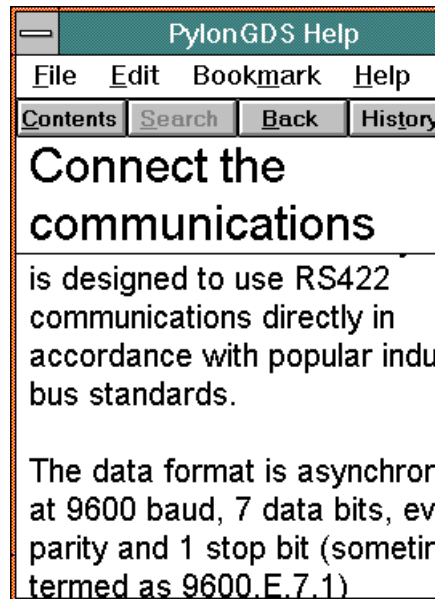 PylonGDS Help
File Edit Bookmark Help
Contents Search Back History
Connect the
communications
is designed to use RS422
communications directly in
accordance with popular indu
bus standards.
The data format is asynchron
at 9600 baud, 7 data bits, ev
parity and 1 stop bit (sometim
termed as 9600,E,7,1)